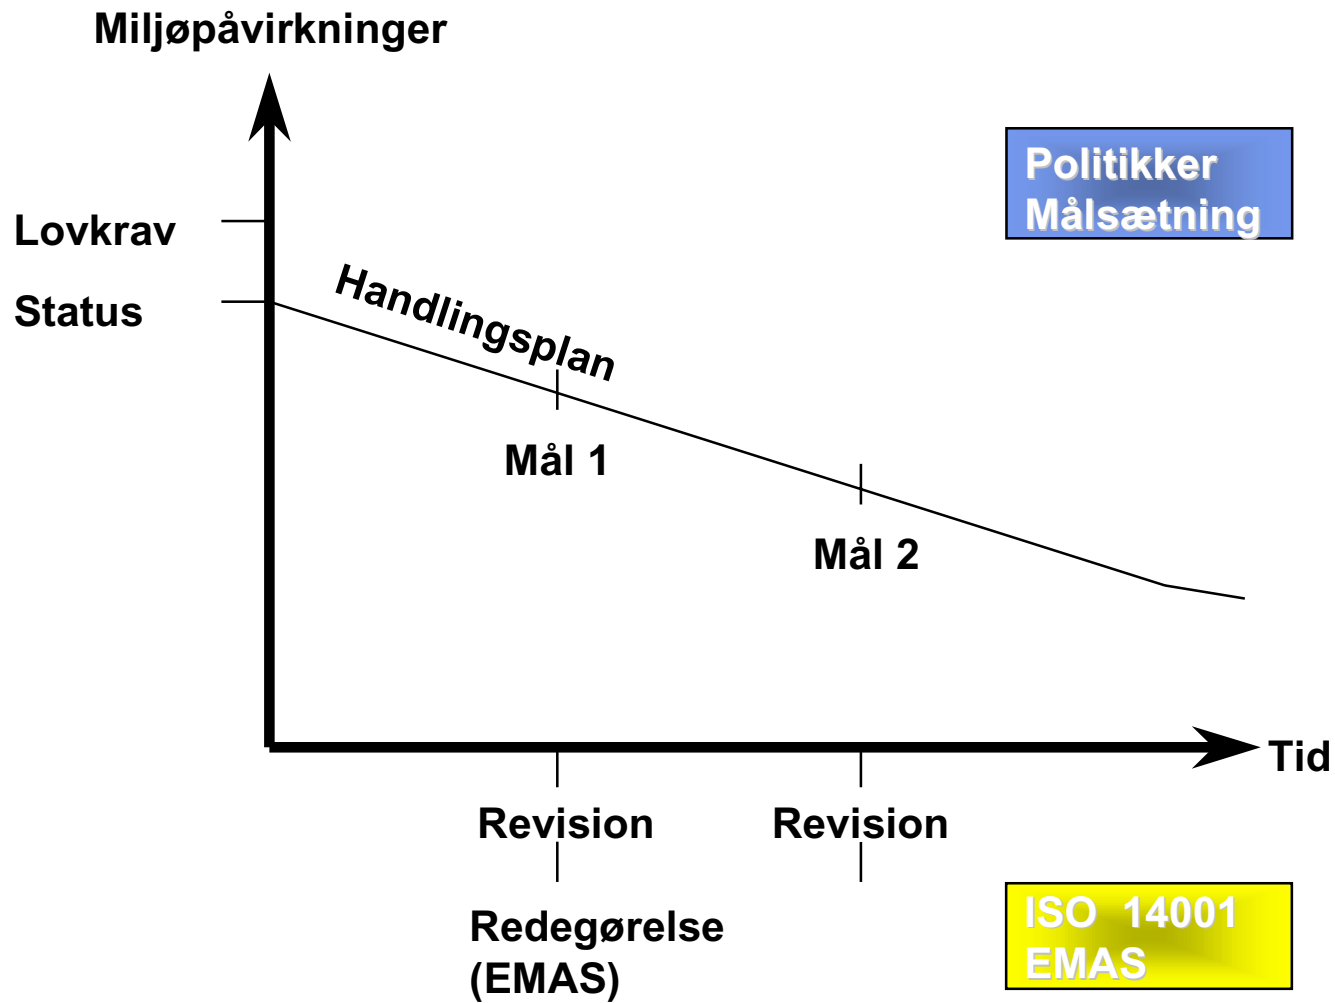 Miljøpåvirkninger
Politikker
Målsætning
Lovkrav
Status
Handlingsplan
Mål 1
Mål 2
Tid
Revision
Revision
Redegørelse
(EMAS)
ISO 14001
EMAS